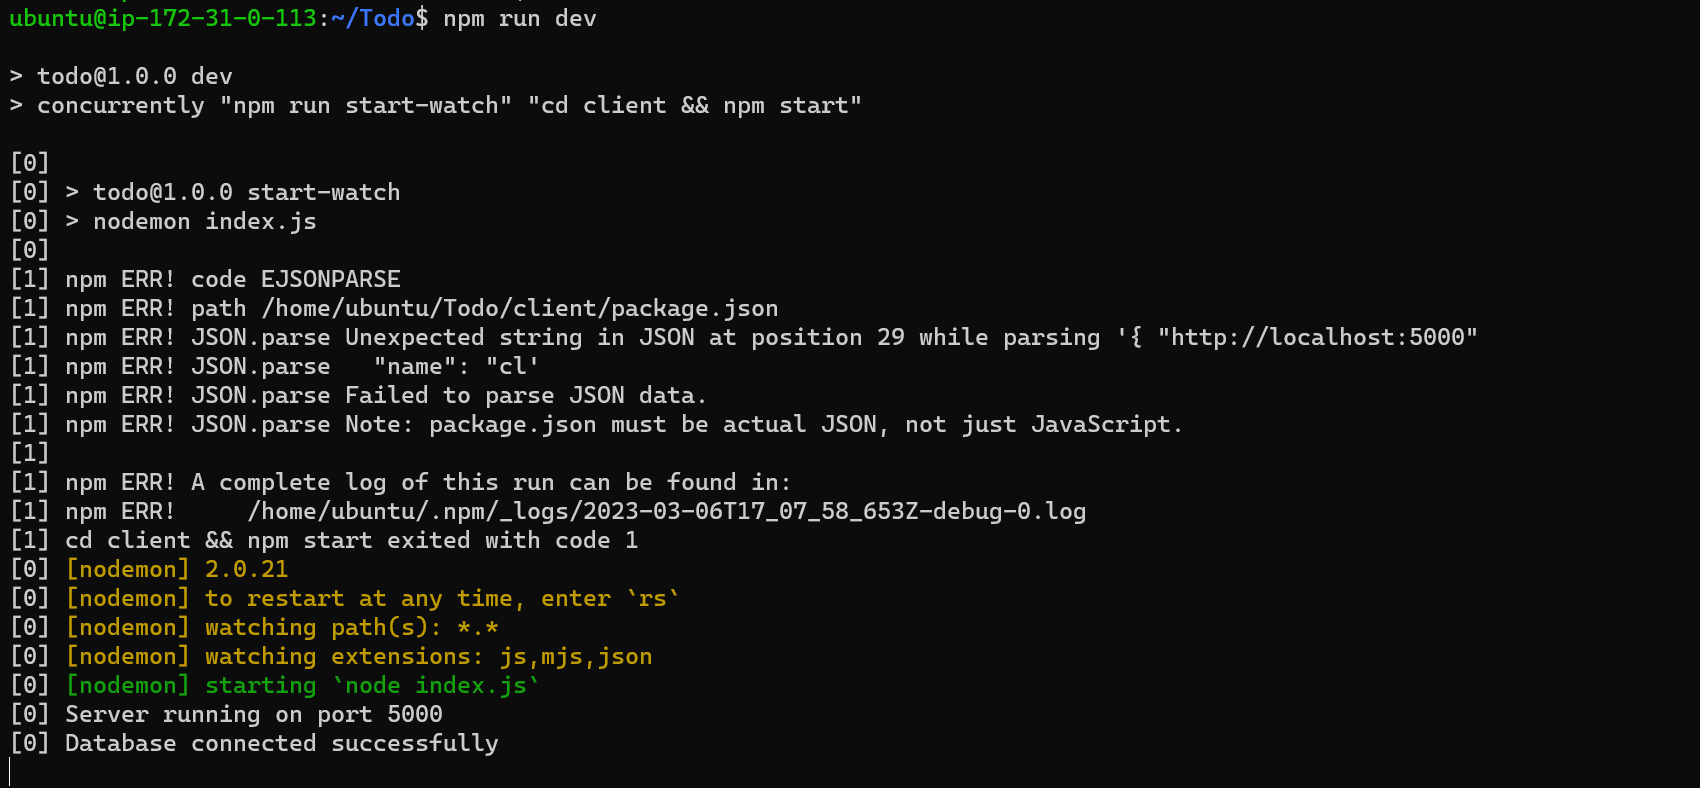 ubuntu@ip-172-31-0-113:~/Todo$ npm run dev
> todo@1.0.0 dev
> concurrently "npm run start-watch" "cd client && npm start"
[0]
[0] > todo@1.0.0 start-watch
[0] > nodemon index.js
[0]
[1] npm ERR! code EJSONPARSE
[1] npm ERR! path /home/ubuntu/Todo/client/package.json
[1] npm ERR! JSON.parse Unexpected string in JSON at position 29 while parsing '{ "http://localhost:5000"
[1] npm ERR! JSON.parse   "name": "cl'
[1] npm ERR! JSON.parse Failed to parse JSON data.
[1] npm ERR! JSON.parse Note: package.json must be actual JSON, not just JavaScript.
[1]
[1] npm ERR! A complete log of this run can be found in:
[1] npm ERR!     /home/ubuntu/.npm/_logs/2023-03-06T17_07_58_653Z-debug-0.log
[1] cd client && npm start exited with code 1
[0] [nodemon] 2.0.21
[0] [nodemon] to restart at any time, enter `rs`
[0] [nodemon] watching path(s): *.*
[0] [nodemon] watching extensions: js,mjs,json
[0] [nodemon] starting `node index.js`
[0] Server running on port 5000
[0] Database connected successfully